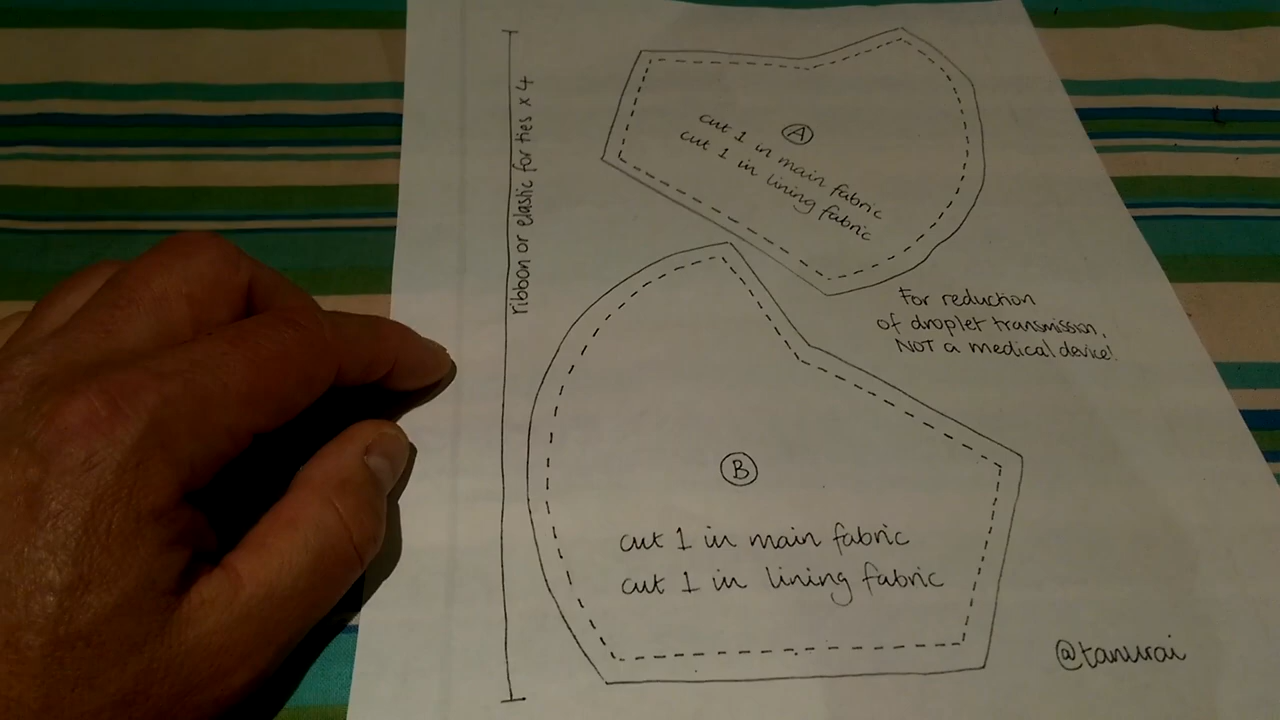 ribbon or elastic for ties x 4
A
cut 1 in main fabric
cut 1 in lining fabric
For reduction
of droplet transmission,
NOT a medical device!
B
cut 1 in main fabric
cut 1 in lining fabric
@tanurai